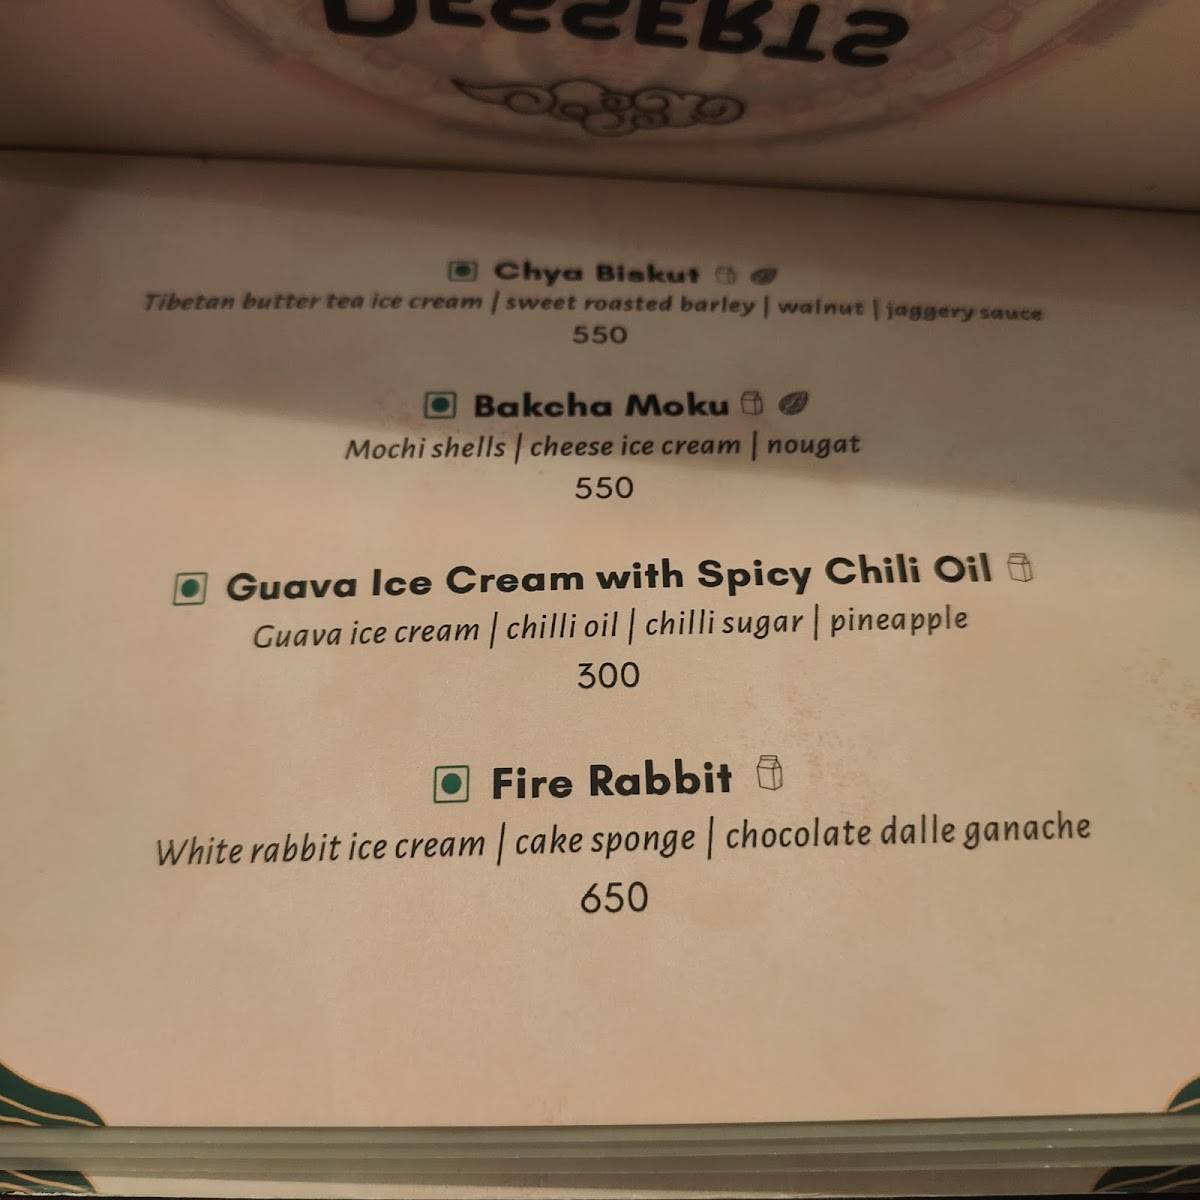 DESSERTS
Chya Biskut
Tibetan butter tea ice cream | sweet roasted barley | walnut | jaggery sauce
550
Bakcha Moku
Mochi shells | cheese ice cream | nougat
550
Guava Ice Cream with Spicy Chili Oil
Guava ice cream | chilli oil | chilli sugar | pineapple
300
Fire Rabbit
White rabbit ice cream | cake sponge | chocolate dalle ganache
650